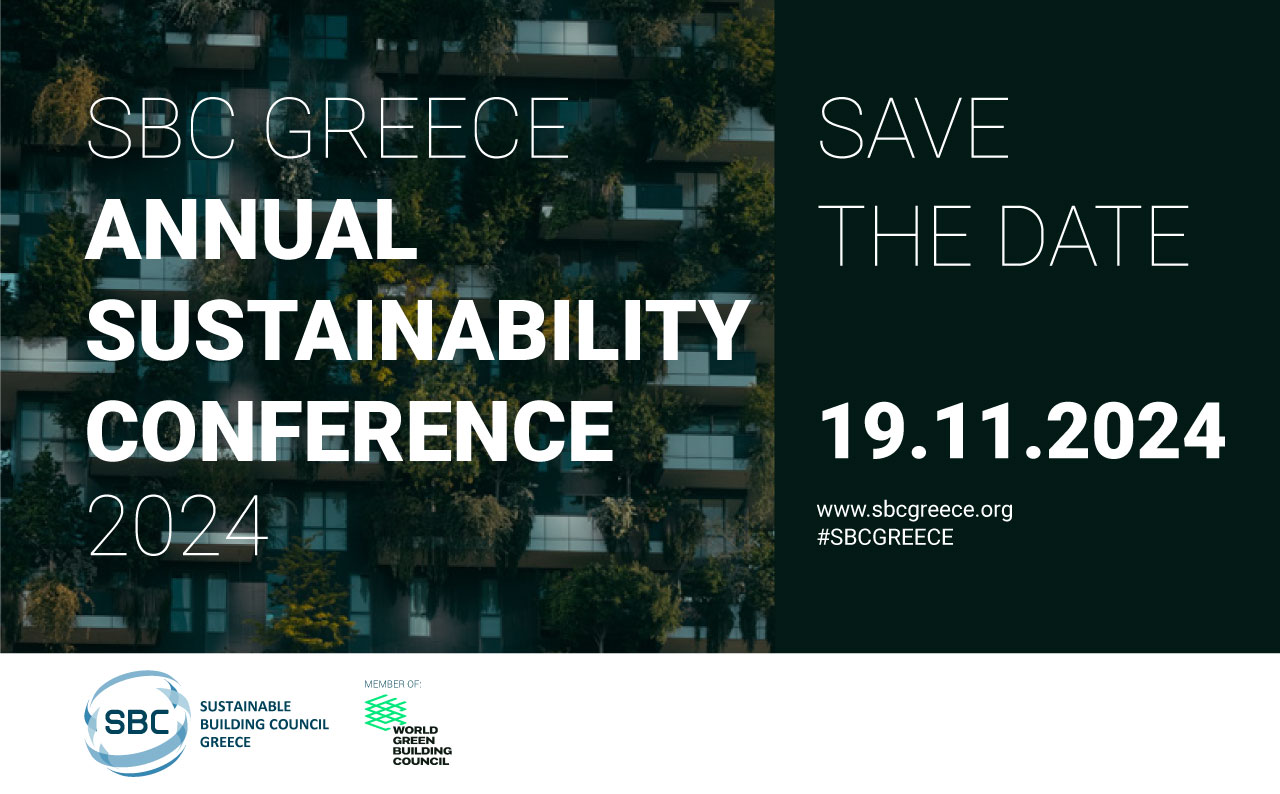 SBC GREECE
ANNUAL
SUSTAINABILITY
CONFERENCE
2024
SAVE
THE DATE
19.11.2024
www.sbcgreece.org
#SBCGREECE
SBC
SUSTAINABLE
BUILDING COUNCIL
GREECE
MEMBER OF:
WORLD
GREEN
BUILDING
COUNCIL